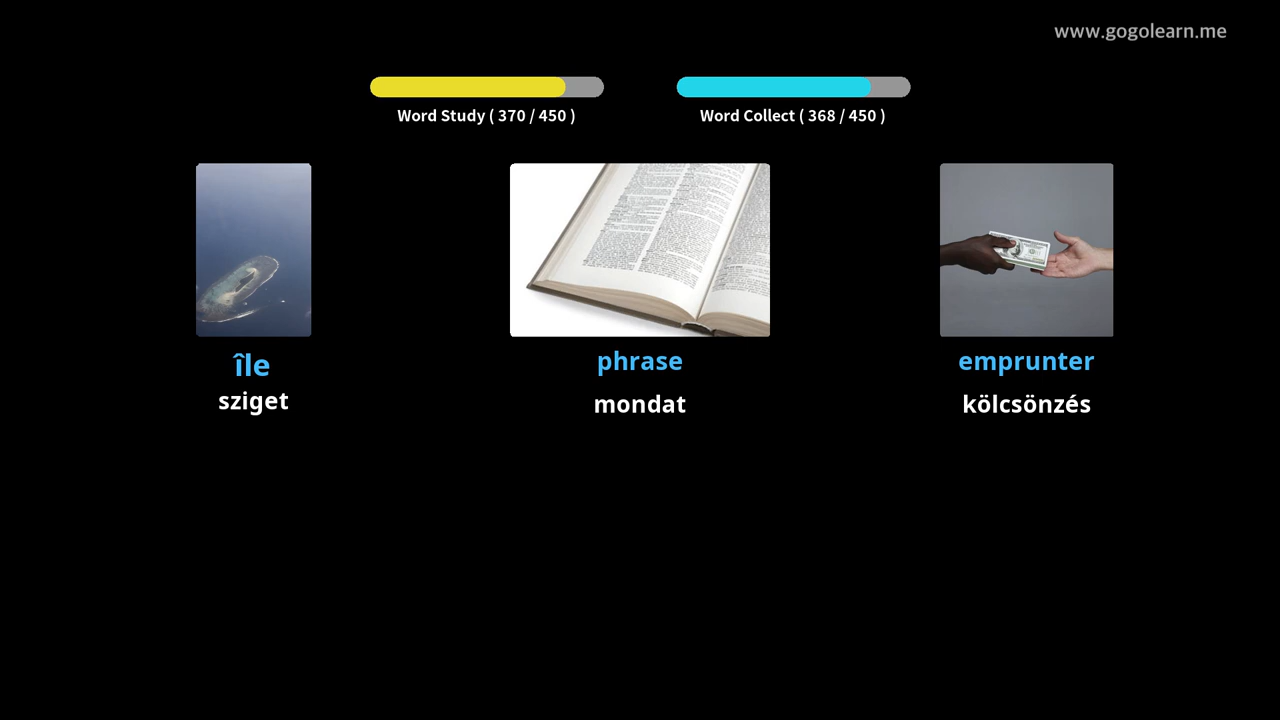 www.gogolearn.me
Word Study ( 370 / 450 )
Word Collect ( 368 / 450 )
île
sziget
phrase
mondat
emprunter
kölcsönzés